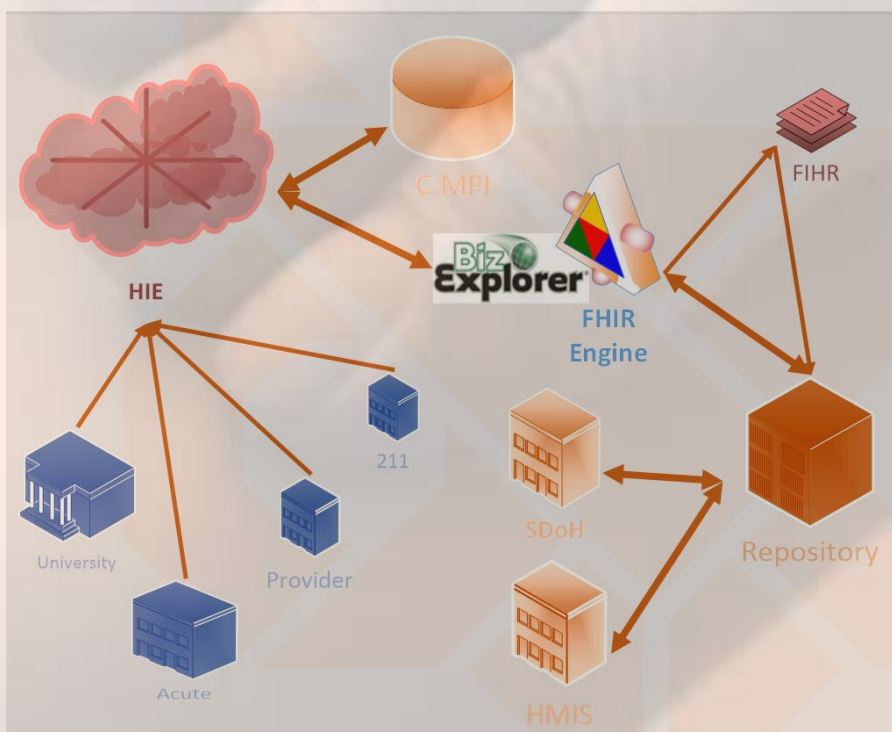 C-MPI
FIHR
Biz
Explorer®
HIE
FHIR
Engine
211
University
Provider
SDoH
Repository
Acute
HMIS